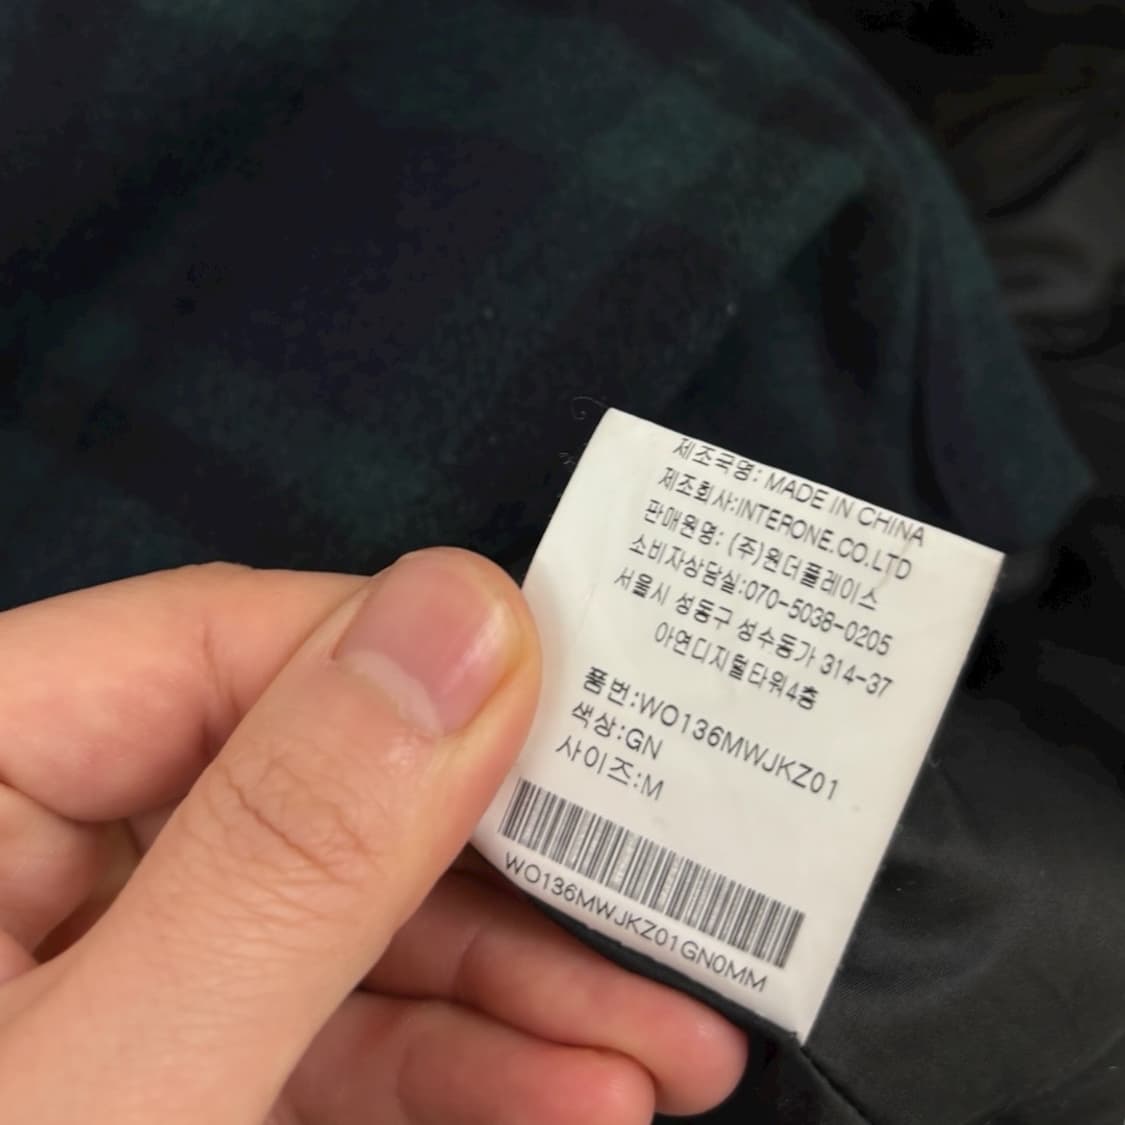 제조국명: MADE IN CHINA
제조회사:INTERONE.CO.LTD
판매원명: (주)원더플레이스
소비자상담실:070-5038-0205
서울시 성동구 성수동가 314-37
아연디지털타워4층
품번:WO136MWJKZ01
색상:GN
사이즈:M
WO136MWJKZ01GN0MM